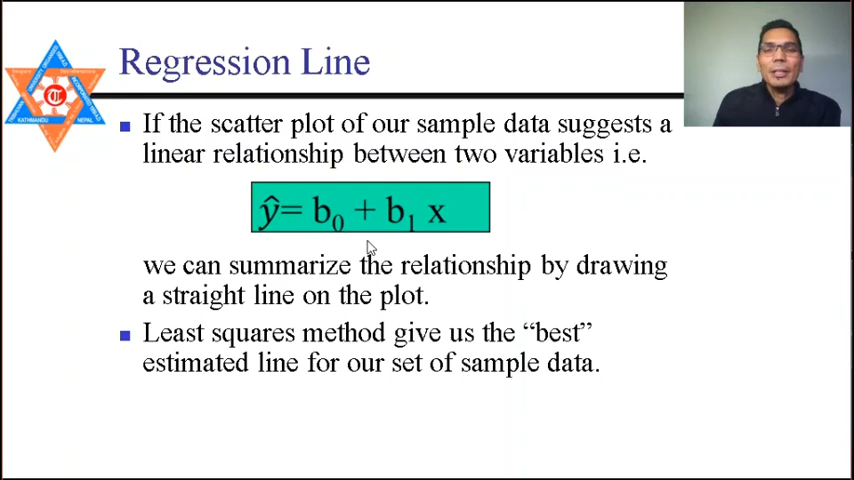 Regression Line
If the scatter plot of our sample data suggests a
linear relationship between two variables i.e.
ŷ= b₀ + b₁ x
we can summarize the relationship by drawing
a straight line on the plot.
Least squares method give us the “best”
estimated line for our set of sample data.
KATHMANDU
NEPAL